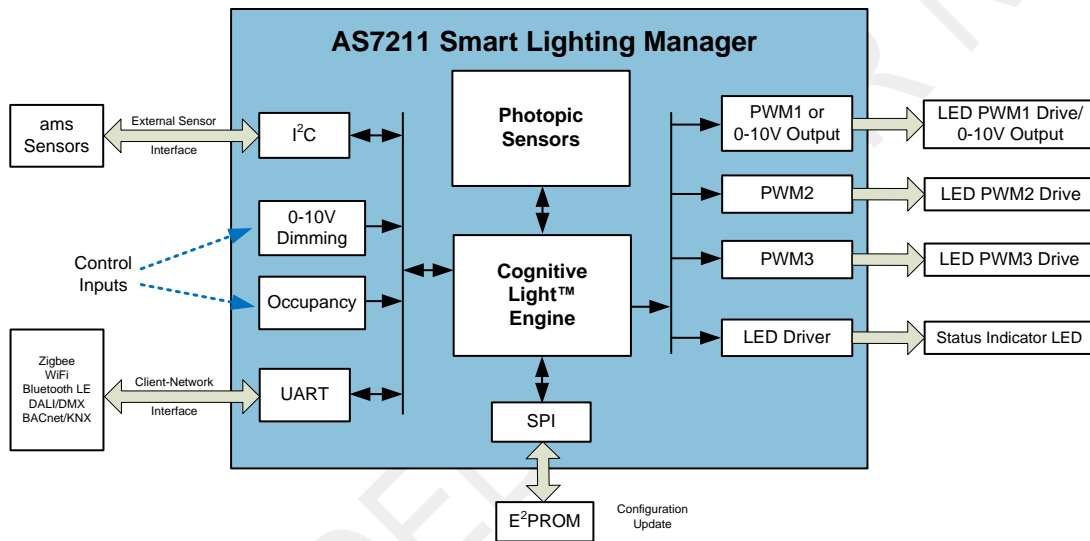 AS7211 Smart Lighting Manager
ams
Sensors
External Sensor
Interface
I²C
0-10V
Dimming
Control
Inputs
Occupancy
Zigbee
WiFi
Bluetooth LE
DALI/DMX
BACnet/KNX
Client-Network
Interface
UART
Photopic
Sensors
Cognitive
Light™
Engine
SPI
E²PROM
Configuration
Update
PWM1 or
0-10V Output
PWM2
PWM3
LED Driver
LED PWM1 Drive/
0-10V Output
LED PWM2 Drive
LED PWM3 Drive
Status Indicator LED